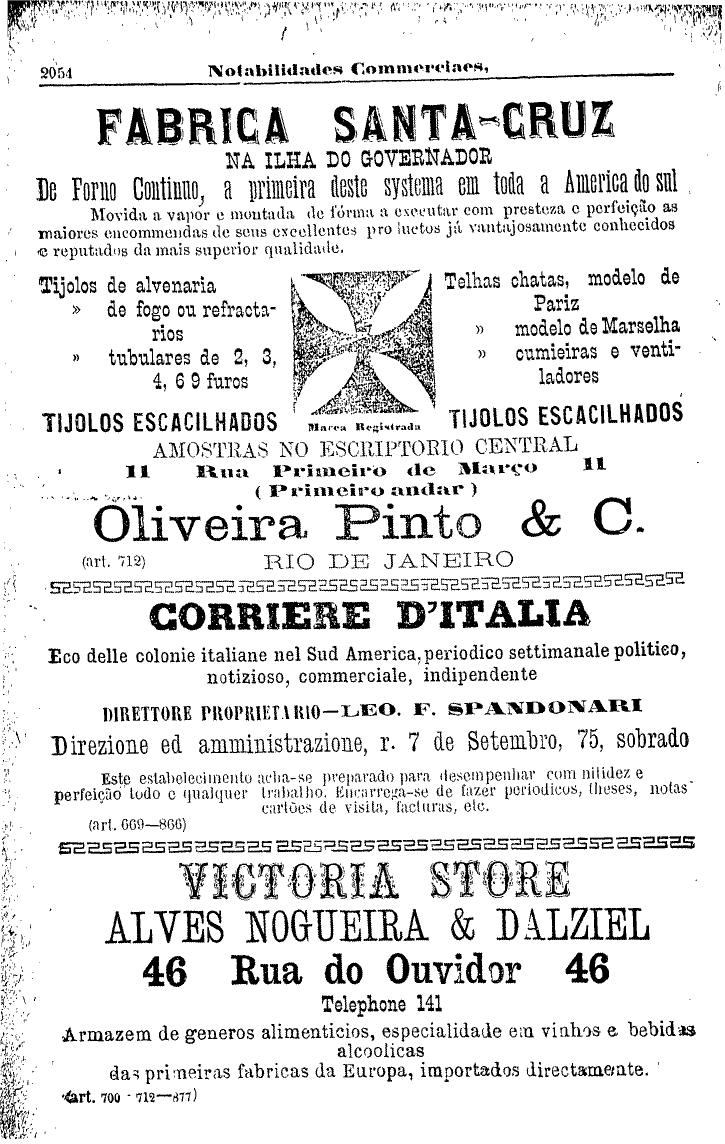 2054
Notabilidades Commerciaes,
FABRICA SANTA-CRUZ
NA ILHA DO GOVERNADOR
De Forno Continuo, a primeira deste systema em toda a America do sul
Movida a vapor e montada de fórma a executar com presteza e perfeição as
maiores encommendas de seus excellentes pro luctos já vantajosamente conhecidos
e reputados da mais superior qualidade.
Tijolos de alvenaria
» de fogo ou refracta-
rios
» tubulares de 2, 3,
4, 6 9 furos
TIJOLOS ESCACILHADOS
Marca Registrada
Telhas chatas, modelo de
Pariz
» modelo de Marselha
» cumieiras e venti-
ladores
TIJOLOS ESCACILHADOS
AMOSTRAS NO ESCRIPTORIO CENTRAL
11 Rua Primeiro de Março 11
(Primeiro andar)
Oliveira Pinto & C.
(art. 712) RIO DE JANEIRO
CORRIERE D'ITALIA
Eco delle colonie italiane nel Sud America, periodico settimanale politico,
notizioso, commerciale, indipendente
DIRETTORE PROPRIETARIO—LEO. F. SPANDONARI
Direzione ed amministrazione, r. 7 de Setembro, 75, sobrado
Este estabelecimento acha-se preparado para desempenhar com nitidez e
perfeição todo e qualquer trabalho. Encarrega-se de fazer periodicos, theses, notas
cartões de visita, facturas, etc.
(art. 669—866)
VICTORIA STORE
ALVES NOGUEIRA & DALZIEL
46 Rua do Ouvidor 46
Telephone 141
Armazem de generos alimenticios, especialidade em vinhos e bebidas
alcoolicas
das primeiras fabricas da Europa, importados directamente.
(art. 700 - 712—877)